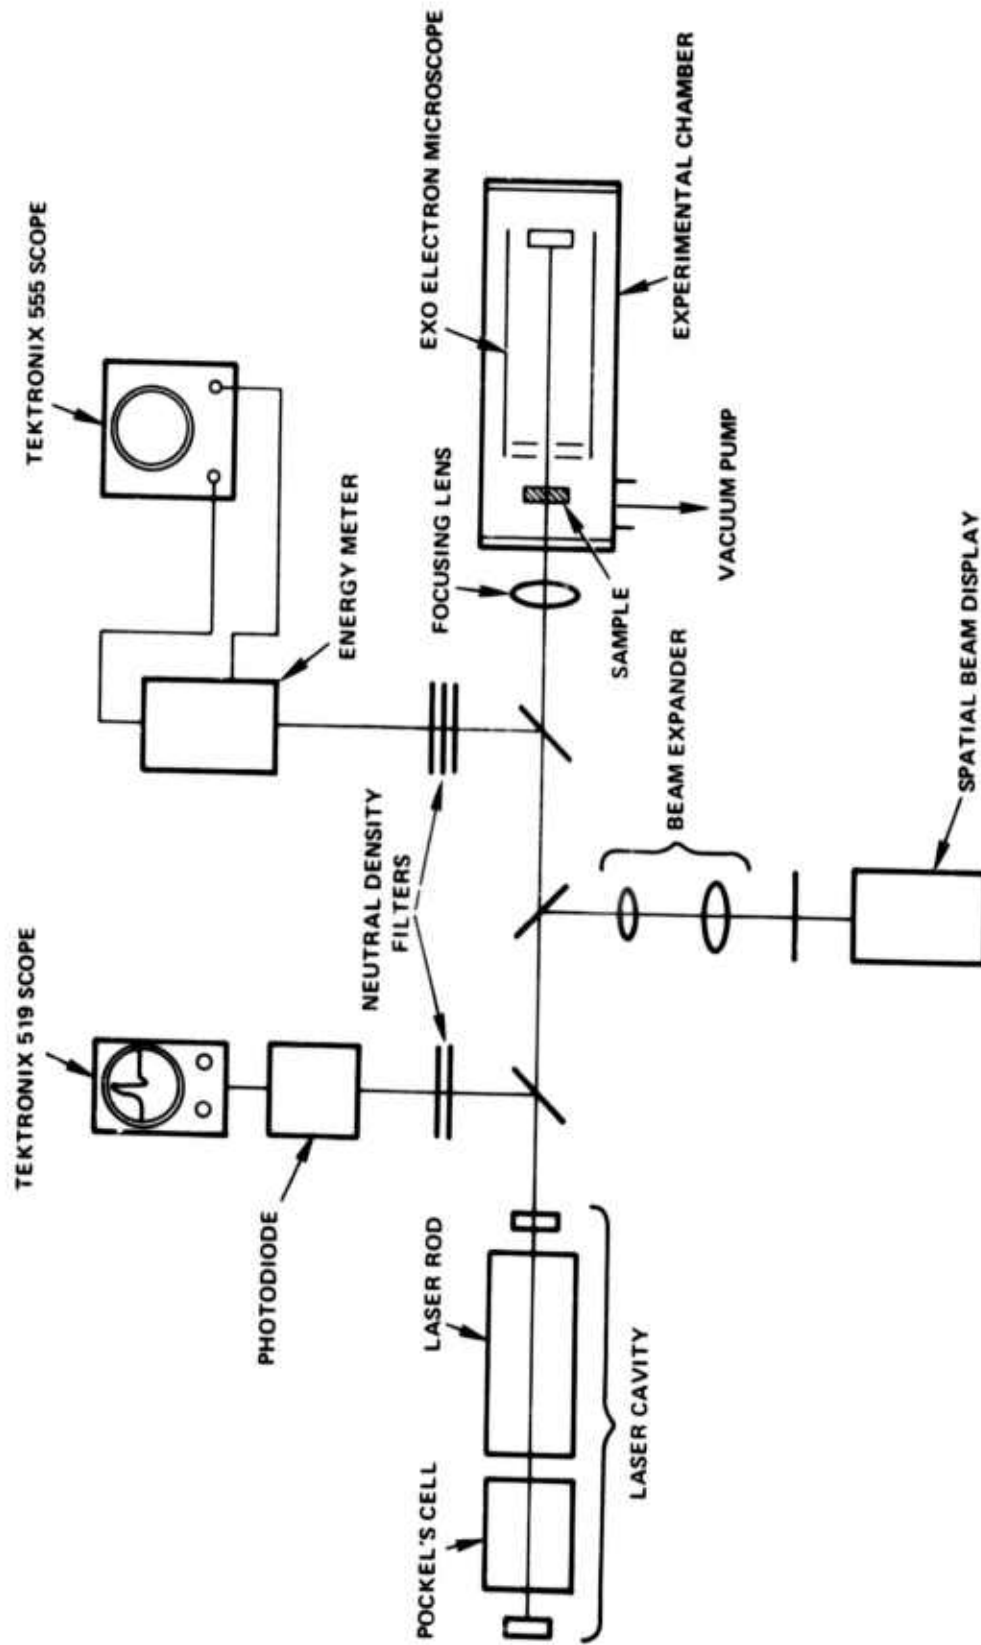 TEKTRONIX 519 SCOPE
TEKTRONIX 555 SCOPE
PHOTODIODE
ENERGY METER
NEUTRAL DENSITY
FILTERS
POCKEL'S CELL
LASER ROD
FOCUSING LENS
EXO ELECTRON MICROSCOPE
LASER CAVITY
BEAM EXPANDER
SAMPLE
VACUUM PUMP
EXPERIMENTAL CHAMBER
SPATIAL BEAM DISPLAY